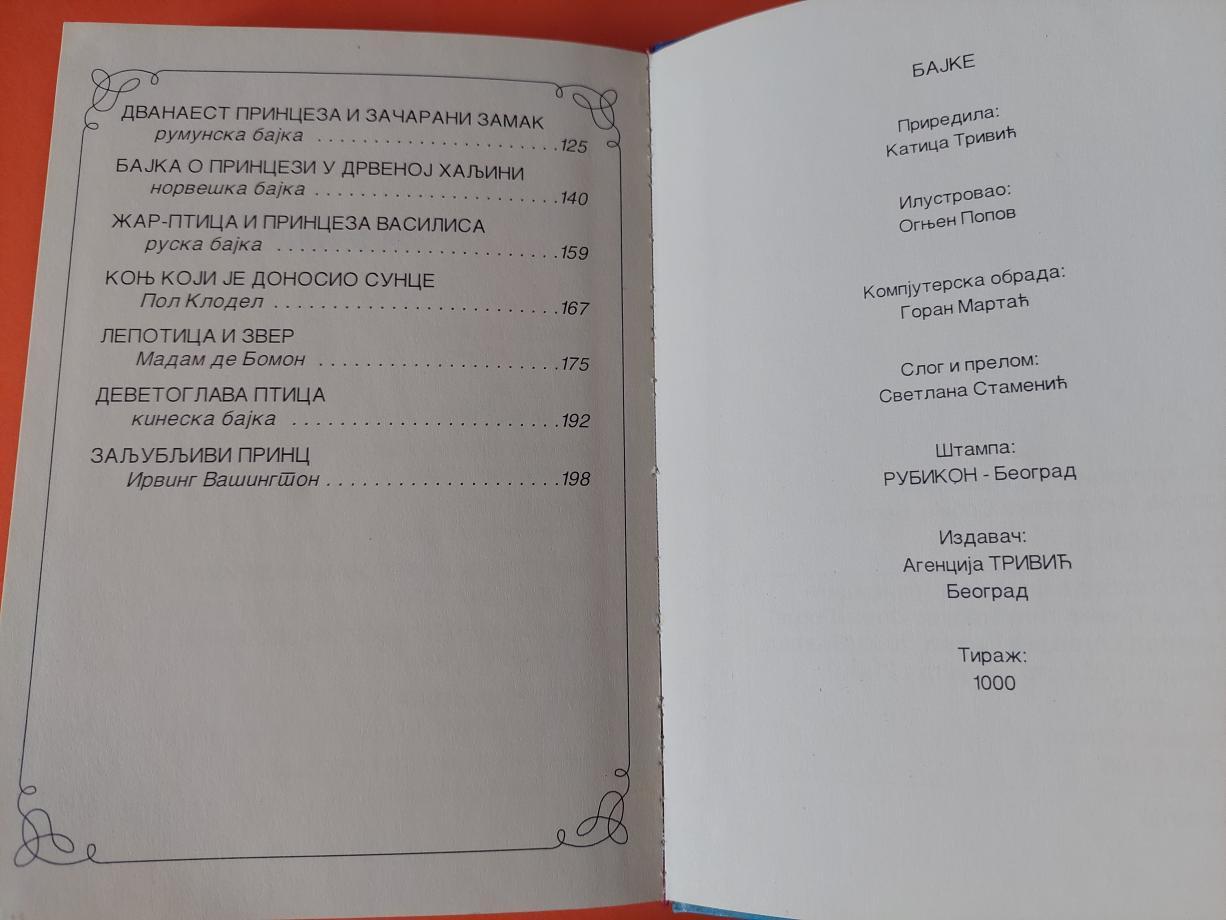 ДВАНАЕСТ ПРИНЦЕЗА И ЗАЧАРАНИ ЗАМАК
румунска бајка . . . . . . . . . . . . . . . . . . . . . . .125
БАЈКА О ПРИНЦЕЗИ У ДРВЕНОЈ ХАЉИНИ
норвешка бајка . . . . . . . . . . . . . . . . . . . . . . .140
ЖАР-ПТИЦА И ПРИНЦЕЗА ВАСИЛИСА
руска бајка . . . . . . . . . . . . . . . . . . . . . . . . . .159
КОЊ КОЈИ ЈЕ ДОНОСИО СУНЦЕ
Пол Клодел . . . . . . . . . . . . . . . . . . . . . . . . . .167
ЛЕПОТИЦА И ЗВЕР
Мадам де Бомон . . . . . . . . . . . . . . . . . . . . . .175
ДЕВЕТОГЛАВА ПТИЦА
кинеска бајка . . . . . . . . . . . . . . . . . . . . . . . . .192
ЗАЉУБЉИВИ ПРИНЦ
Ирвинг Вашингтон . . . . . . . . . . . . . . . . . . . . .198
БАЈКЕ
Приредила:
Катица Тривић
Илустровао:
Огњен Попов
Компјутерска обрада:
Горан Мартаћ
Слог и прелом:
Светлана Стаменић
Штампа:
РУБИКОН - Београд
Издавач:
Агенција ТРИВИЋ
Београд
Тираж:
1000